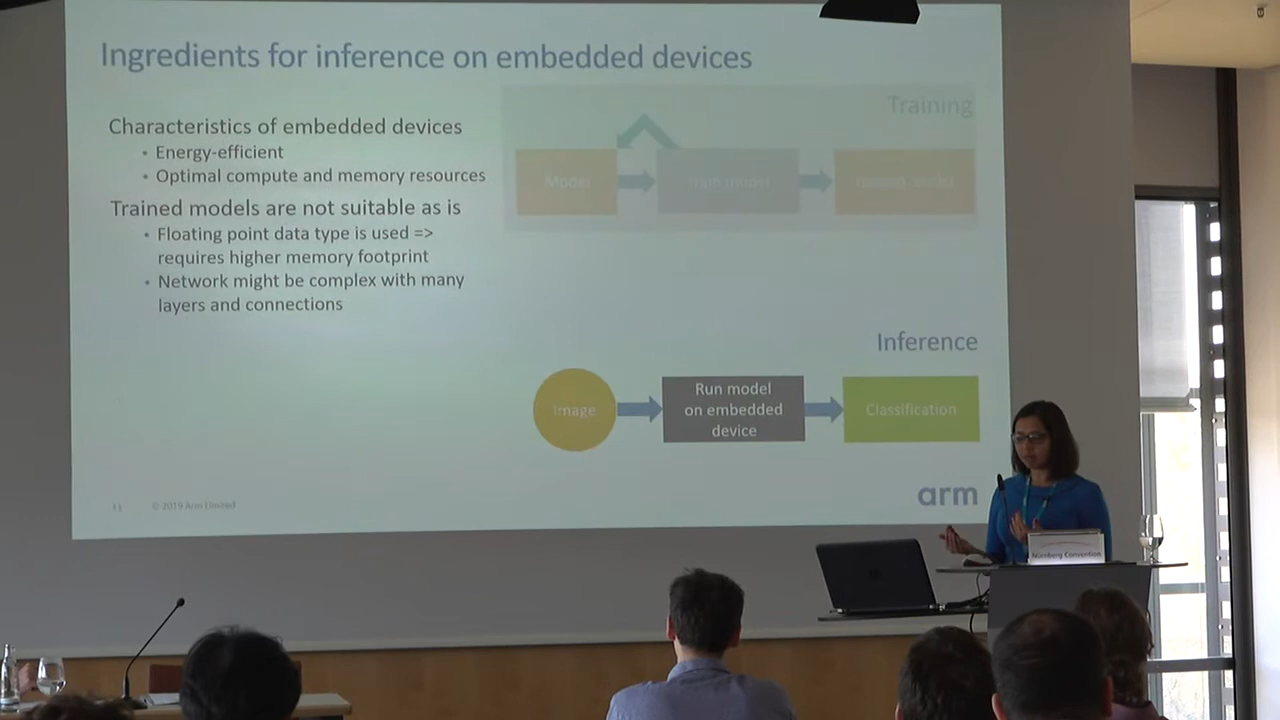 Ingredients for inference on embedded devices
Characteristics of embedded devices
• Energy-efficient
• Optimal compute and memory resources
Trained models are not suitable as is
• Floating point data type is used =>
requires higher memory footprint
• Network might be complex with many
layers and connections
Training
Model
Inference
Image
Run model
on embedded
device
Classification
11
© 2019 Arm Limited
arm
Nürnberg Convention